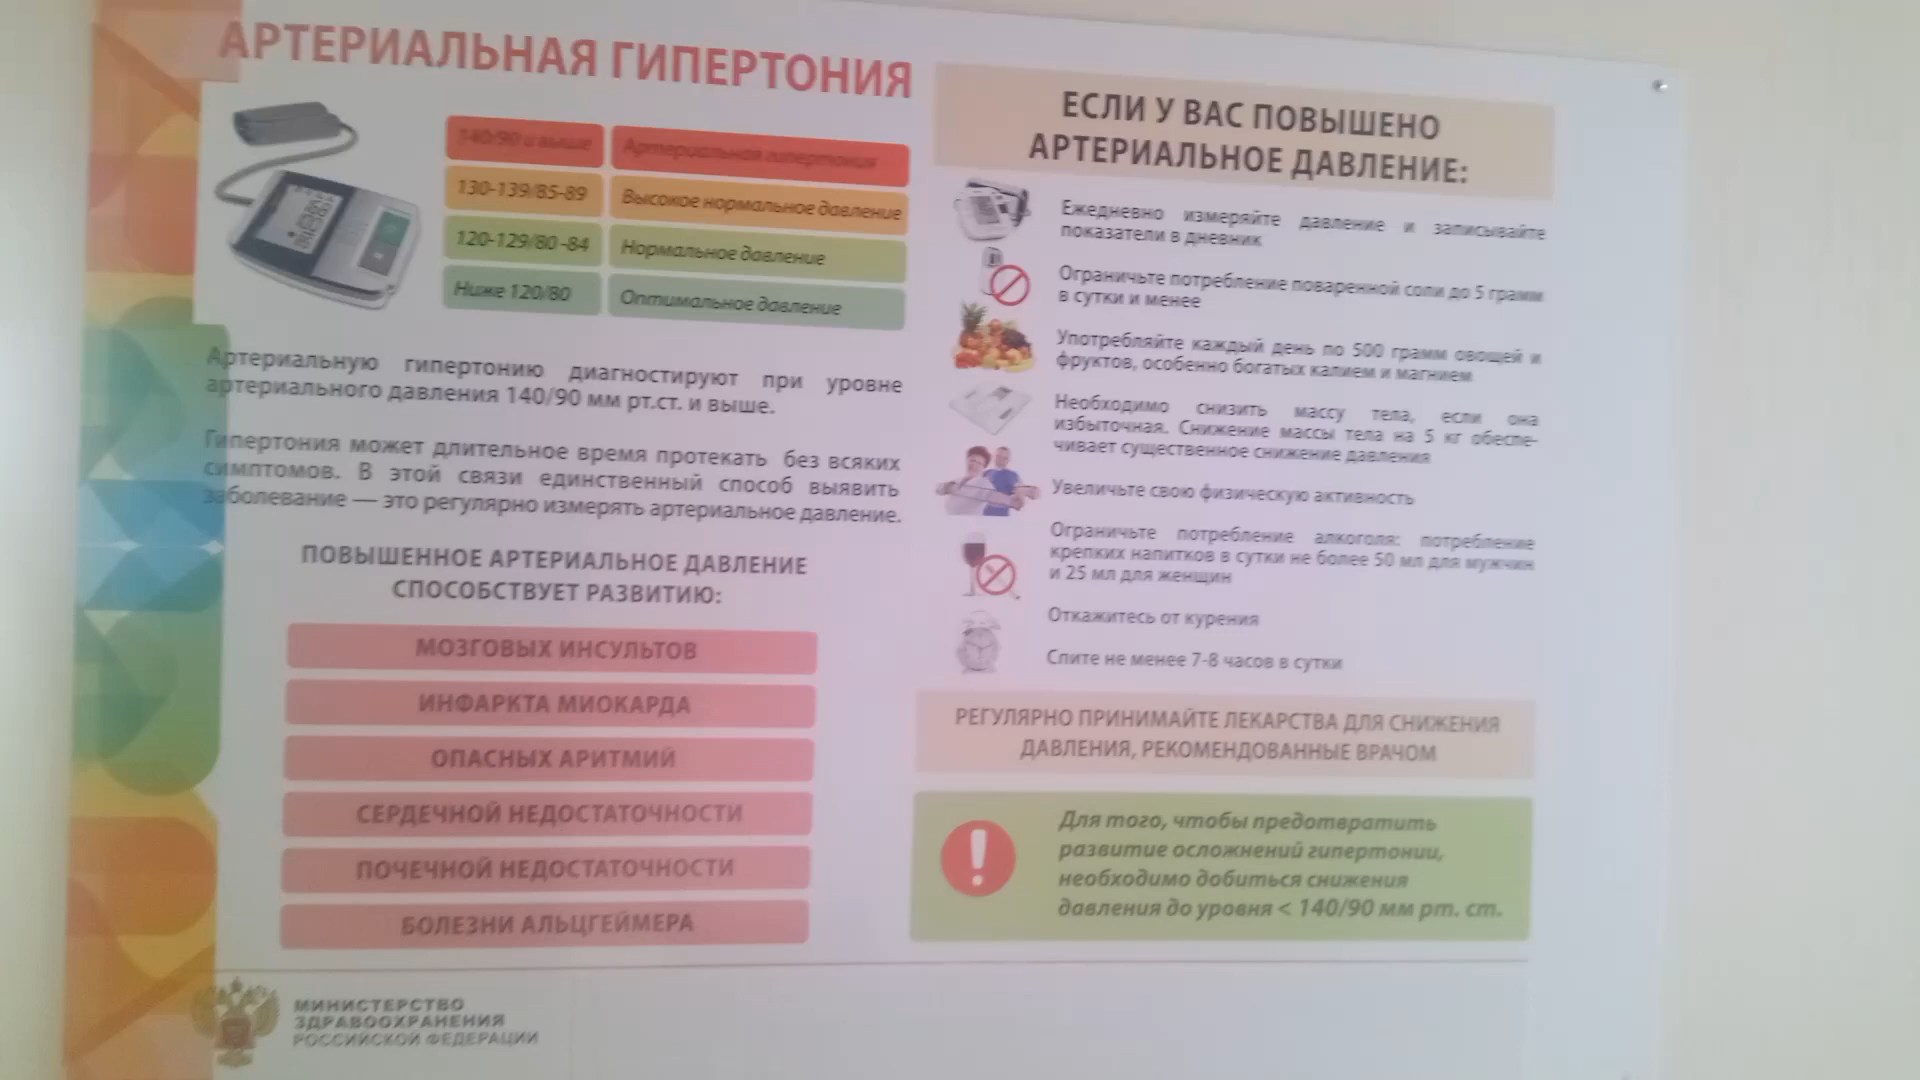 АРТЕРИАЛЬНАЯ ГИПЕРТОНИЯ
140/90 и выше Артериальная гипертония
130-139/85-89 Высокое нормальное давление
120-129/80 -84 Нормальное давление
Ниже 120/80 Оптимальное давление
Артериальную гипертонию диагностируют при уровне
артериального давления 140/90 мм рт.ст. и выше.
Гипертония может длительное время протекать без всяких
симптомов. В этой связи единственный способ выявить
заболевание — это регулярно измерять артериальное давление.
ПОВЫШЕННОЕ АРТЕРИАЛЬНОЕ ДАВЛЕНИЕ
СПОСОБСТВУЕТ РАЗВИТИЮ:
МОЗГОВЫХ ИНСУЛЬТОВ
ИНФАРКТА МИОКАРДА
ОПАСНЫХ АРИТМИЙ
СЕРДЕЧНОЙ НЕДОСТАТОЧНОСТИ
ПОЧЕЧНОЙ НЕДОСТАТОЧНОСТИ
БОЛЕЗНИ АЛЬЦГЕЙМЕРА
МИНИСТЕРСТВО
ЗДРАВООХРАНЕНИЯ
РОССИЙСКОЙ ФЕДЕРАЦИИ
ЕСЛИ У ВАС ПОВЫШЕНО
АРТЕРИАЛЬНОЕ ДАВЛЕНИЕ:
Ежедневно измеряйте давление и записывайте
показатели в дневник
Ограничьте потребление поваренной соли до 5 грамм
в сутки и менее
Употребляйте каждый день по 500 грамм овощей и
фруктов, особенно богатых калием и магнием
Необходимо снизить массу тела, если она
избыточная. Снижение массы тела на 5 кг обеспе-
чивает существенное снижение давления
Увеличьте свою физическую активность
Ограничьте потребление алкоголя: потребление
крепких напитков в сутки не более 50 мл для мужчин
и 25 мл для женщин
Откажитесь от курения
Спите не менее 7-8 часов в сутки
РЕГУЛЯРНО ПРИНИМАЙТЕ ЛЕКАРСТВА ДЛЯ СНИЖЕНИЯ
ДАВЛЕНИЯ, РЕКОМЕНДОВАННЫЕ ВРАЧОМ
Для того, чтобы предотвратить
развитие осложнений гипертонии,
необходимо добиться снижения
давления до уровня < 140/90 мм рт. ст.